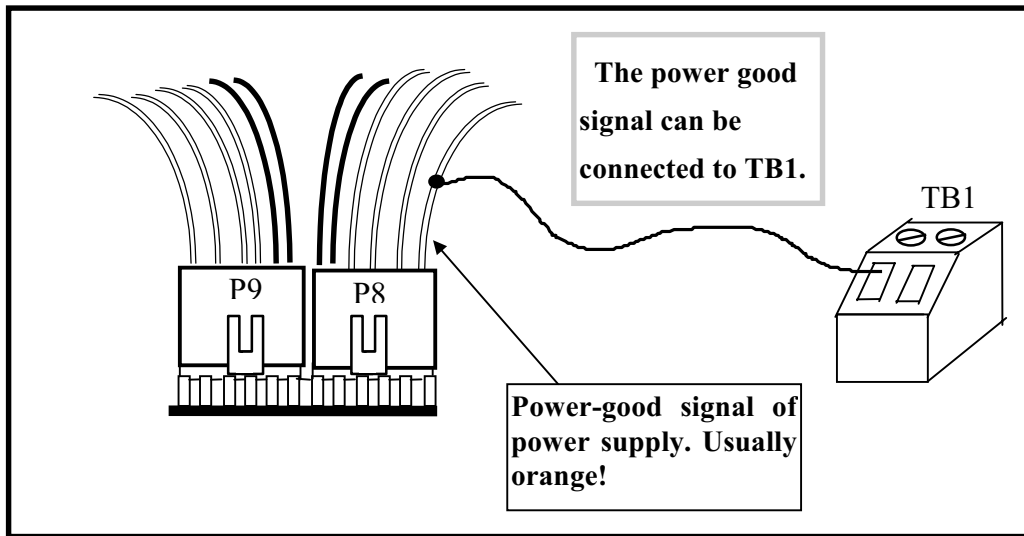 The power good
signal can be
connected to TB1.
TB1
P9
P8
Power-good signal of
power supply. Usually
orange!